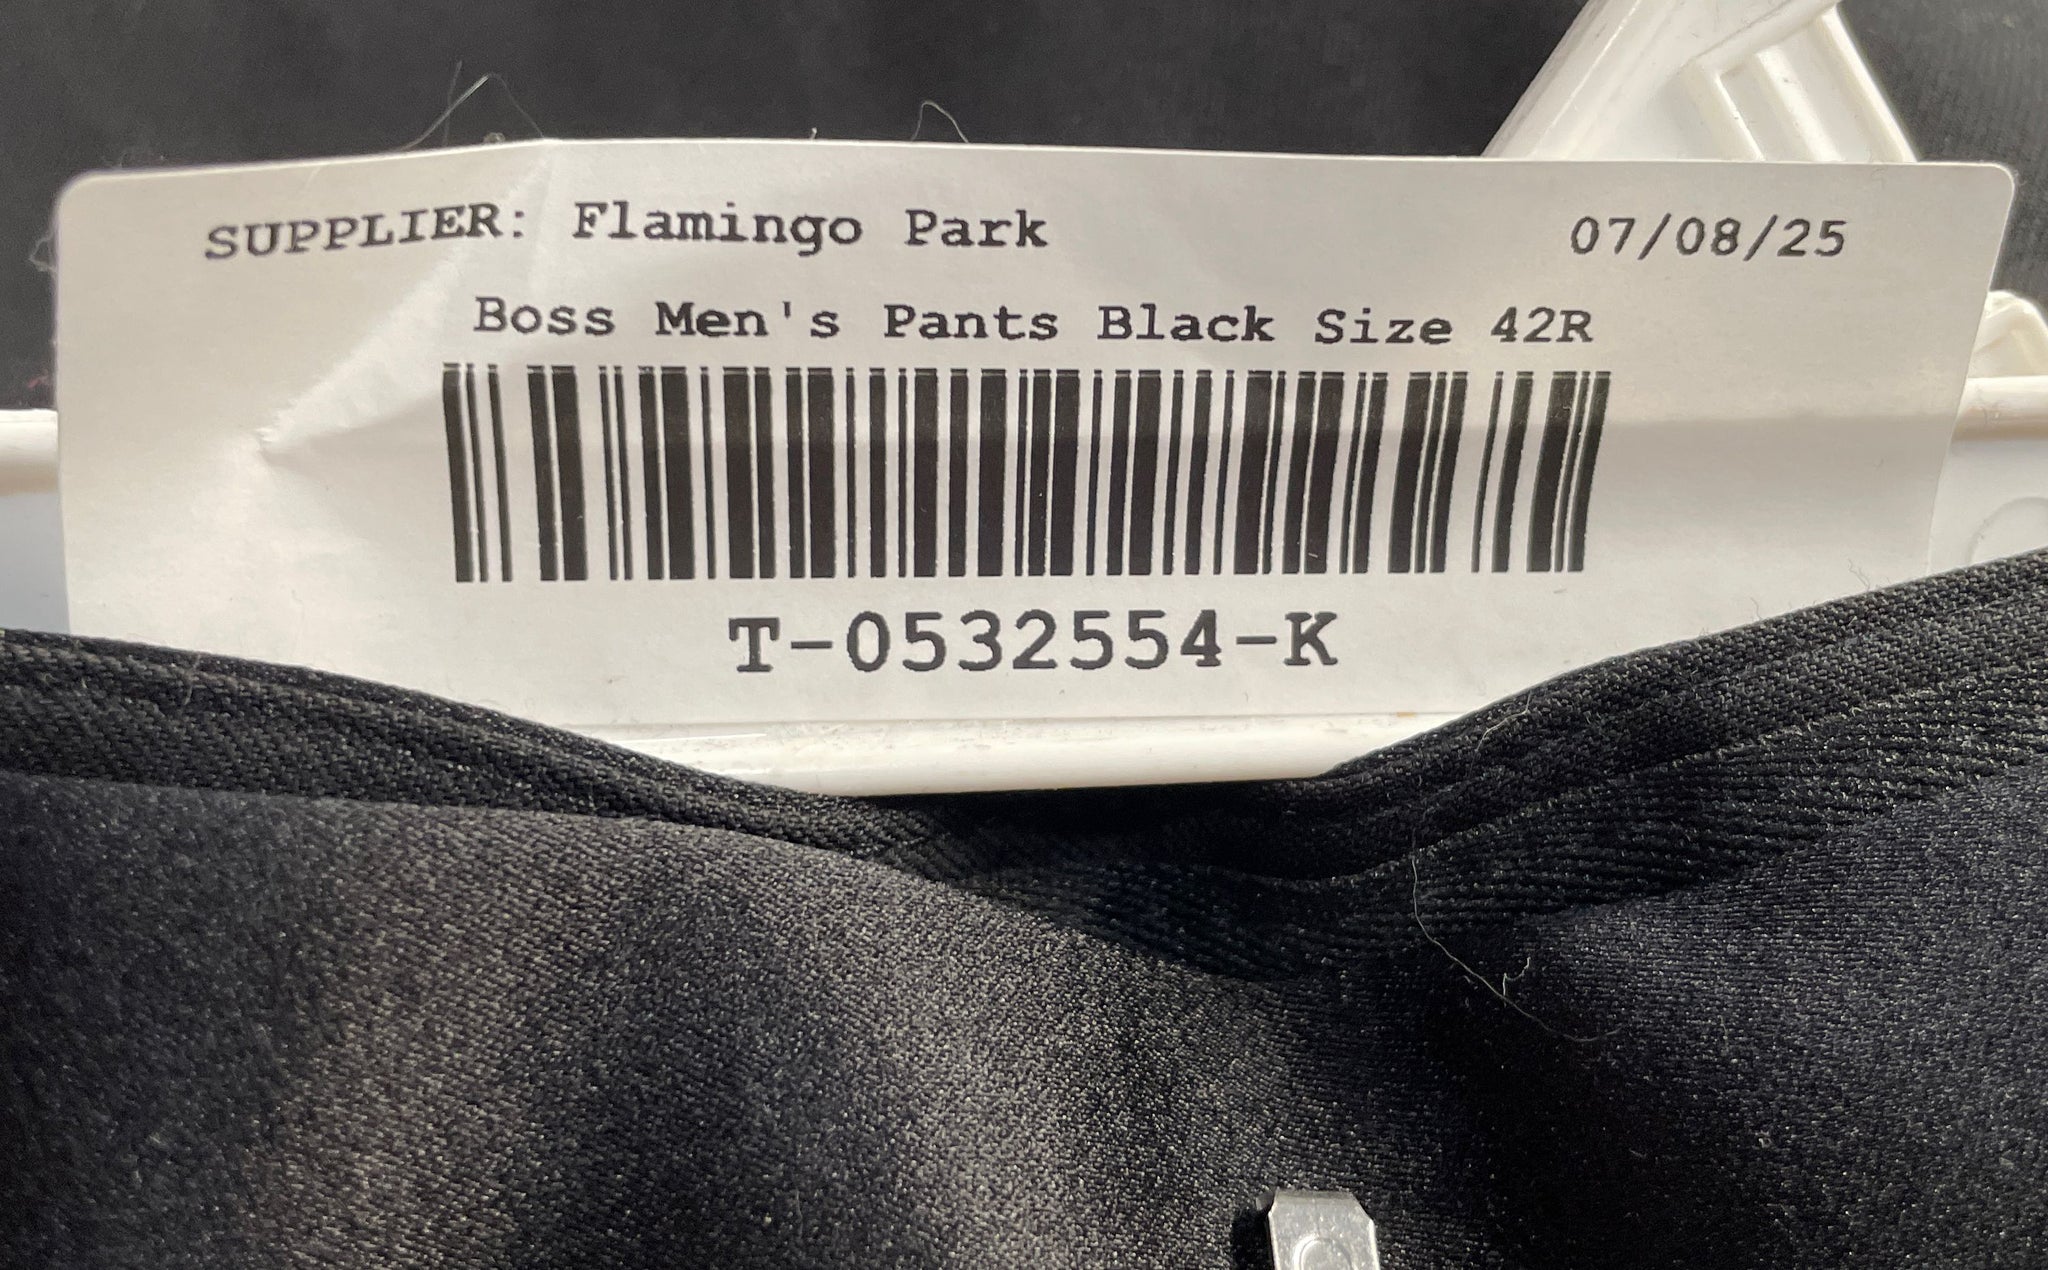 SUPPLIER: Flamingo Park 07/08/25
Boss Men's Pants Black Size 42R
T-0532554-K